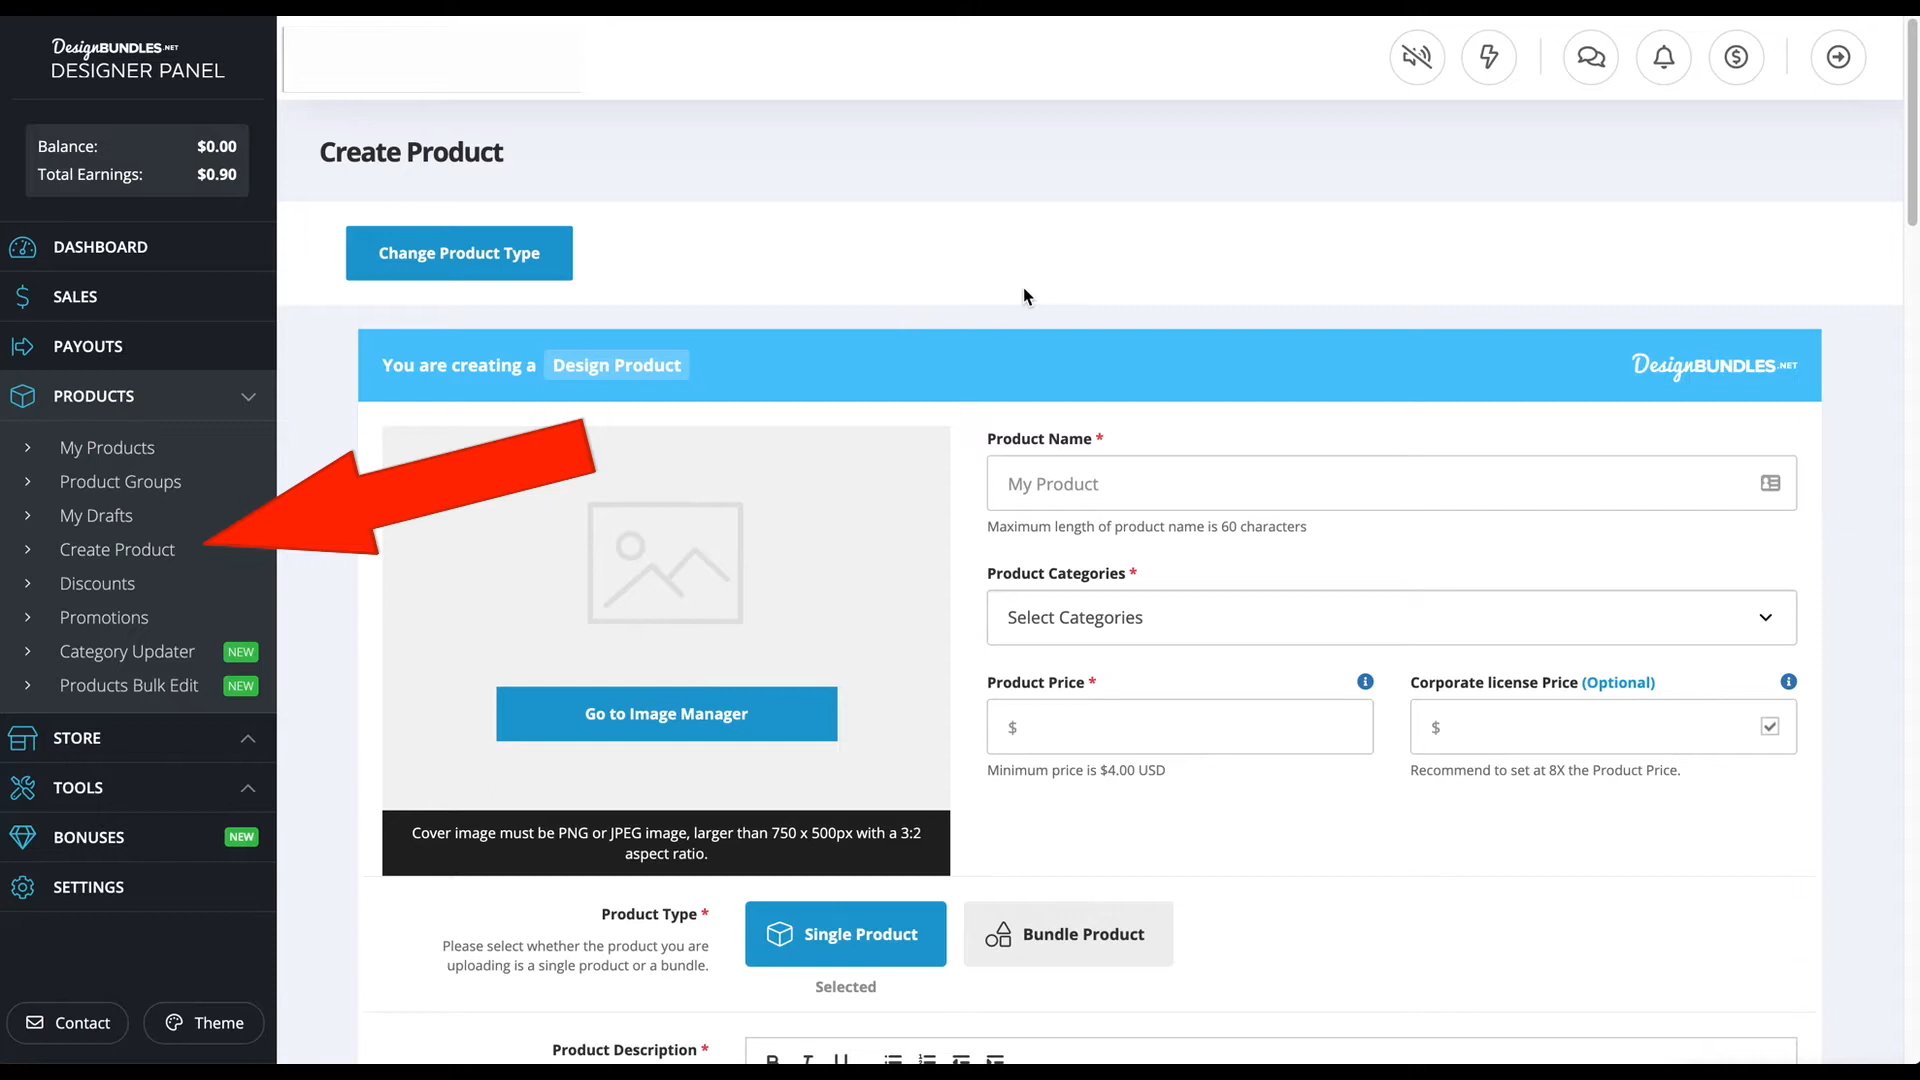 DesignBUNDLES.NET
DESIGNER PANEL
Balance: $0.00
Total Earnings: $0.90
DASHBOARD
SALES
PAYOUTS
PRODUCTS
My Products
Product Groups
My Drafts
Create Product
Discounts
Promotions
Category Updater NEW
Products Bulk Edit NEW
STORE
TOOLS
BONUSES NEW
SETTINGS
Contact
Theme
Create Product
Change Product Type
You are creating a Design Product
DesignBUNDLES.NET
Go to Image Manager
Cover image must be PNG or JPEG image, larger than 750 x 500px with a 3:2
aspect ratio.
Product Name *
My Product
Maximum length of product name is 60 characters
Product Categories *
Select Categories
Product Price *
$
Minimum price is $4.00 USD
Corporate license Price (Optional)
$
Recommend to set at 8X the Product Price.
Product Type *
Please select whether the product you are
uploading is a single product or a bundle.
Single Product
Selected
Bundle Product
Product Description *
B I U